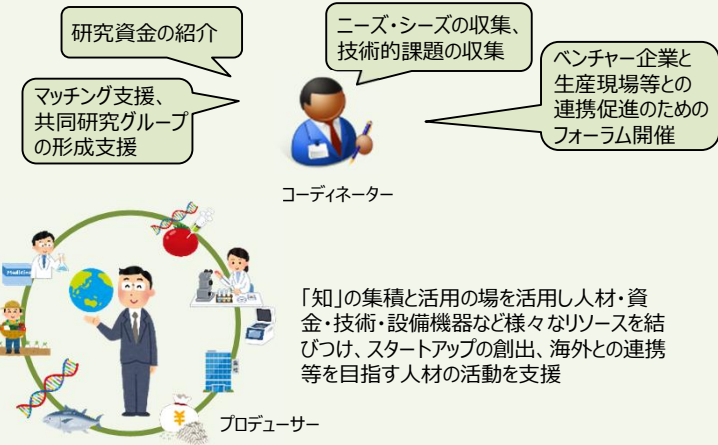 研究資金の紹介
ニーズ・シーズの収集、
技術的課題の収集
ベンチャー企業と
生産現場等との
連携促進のための
フォーラム開催
マッチング支援、
共同研究グループ
の形成支援
コーディネーター
Medicine
「知」の集積と活用の場を活用し人材・資
金・技術・設備機器など様々なリソースを結
びつけ、スタートアップの創出、海外との連携
等を目指す人材の活動を支援
¥
プロデューサー